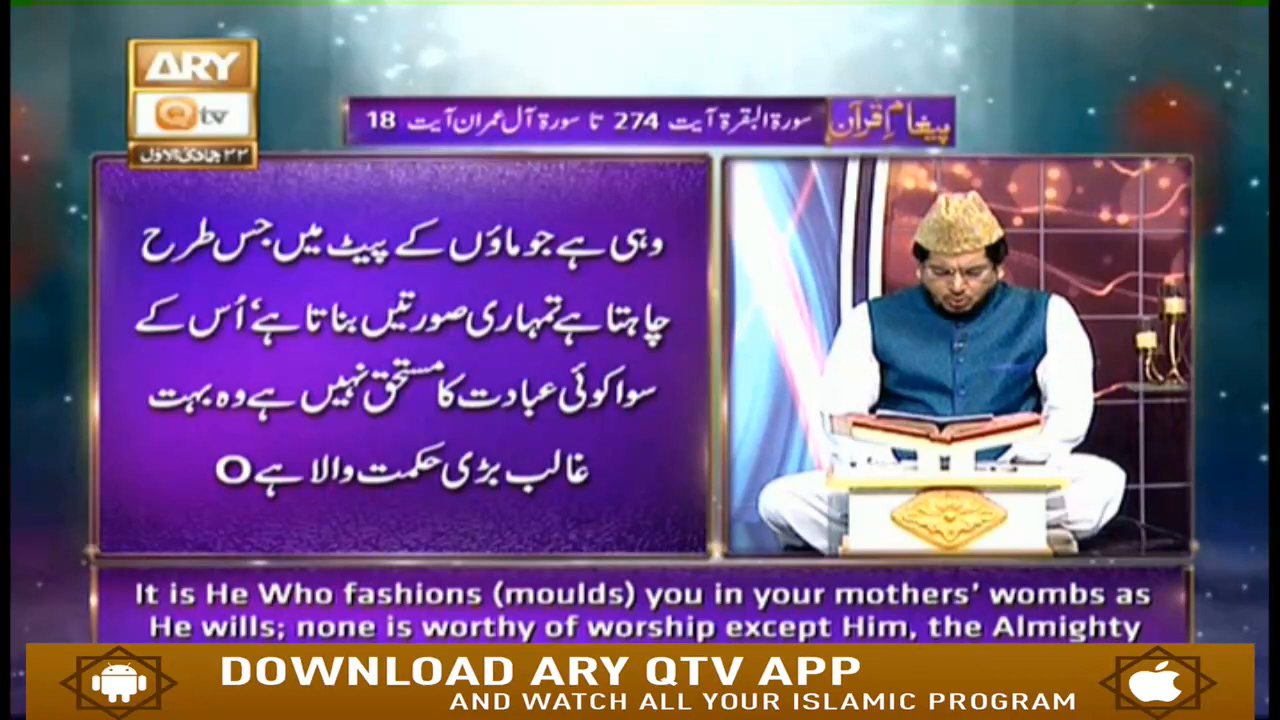 ARY
Qtv
۲۲ جمادی الاوّل
پیغامِ قرآن
سورۃ البقرۃ آیت 274 تا سورۃ آل عمران آیت 18
وہی ہے جو ماؤں کے پیٹ میں جس طرح
چاہتا ہے تمہاری صورتیں بناتا ہے‘ اُس کے
سوا کوئی عبادت کا مستحق نہیں ہے وہ بہت
غالب بڑی حکمت والا ہے O
It is He Who fashions (moulds) you in your mothers’ wombs as
He wills; none is worthy of worship except Him, the Almighty
DOWNLOAD ARY QTV APP
AND WATCH ALL YOUR ISLAMIC PROGRAM